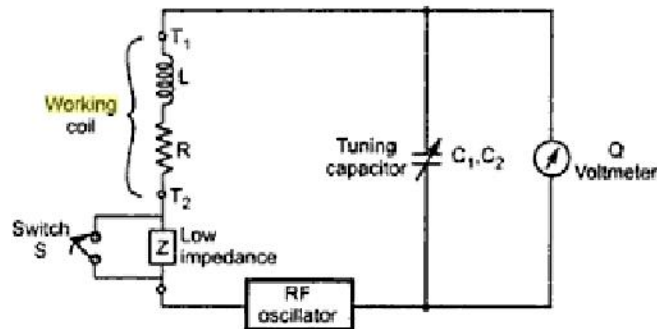 T1
L
Working
coil
R
T2
Tuning
capacitor
C1,C2
Q
Voltmeter
Switch
S
Z
Low
impedance
RF
oscillator